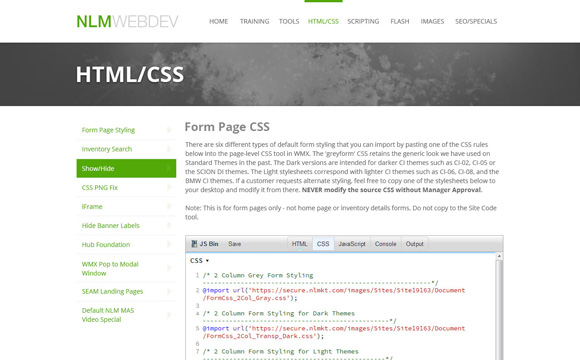 NLMWEBDEV
HOME TRAINING TOOLS HTML/CSS SCRIPTING FLASH IMAGES SEO/SPECIALS
HTML/CSS
Form Page Styling
Inventory Search
Show/Hide
CSS PNG Fix
IFrame
Hide Banner Labels
Hub Foundation
WMX Pop to Modal
Window
SEAM Landing Pages
Default NLM MAS
Video Special
Form Page CSS
There are six different types of default form styling that you can import by pasting one of the CSS rules
below into the page-level CSS tool in WMX. The 'greyform' CSS retains the generic look we have used on
Standard Themes in the past. The Dark versions are intended for darker CI themes such as CI-02, CI-05 or
the SCION DI themes. The Light stylesheets correspond with lighter CI themes such as CI-06, CI-08, and the
BMW CI themes. If a customer requests alternate styling, feel free to copy one of the stylesheets below to
your desktop and modify it from there. NEVER modify the source CSS without Manager Approval.
Note: This is for form pages only - not home page or inventory details forms. Do not copy to the Site Code
tool.
JS Bin Save HTML CSS JavaScript Console Output
CSS
1 /* 2 Column Grey Form Styling
--------------------------------------------------------*/
2 @import url('https://secure.nlmkt.com/images/Sites/Site19163/Document
/FormCss_2Col_Gray.css');
3
4 /* 2 Column Form Styling for Dark Themes
----------------------------------------------*/
5 @import url('https://secure.nlmkt.com/images/Sites/Site19163/Document
/FormCss_2Col_Transp_Dark.css');
6
7 /* 2 Column Form Styling for Light Themes